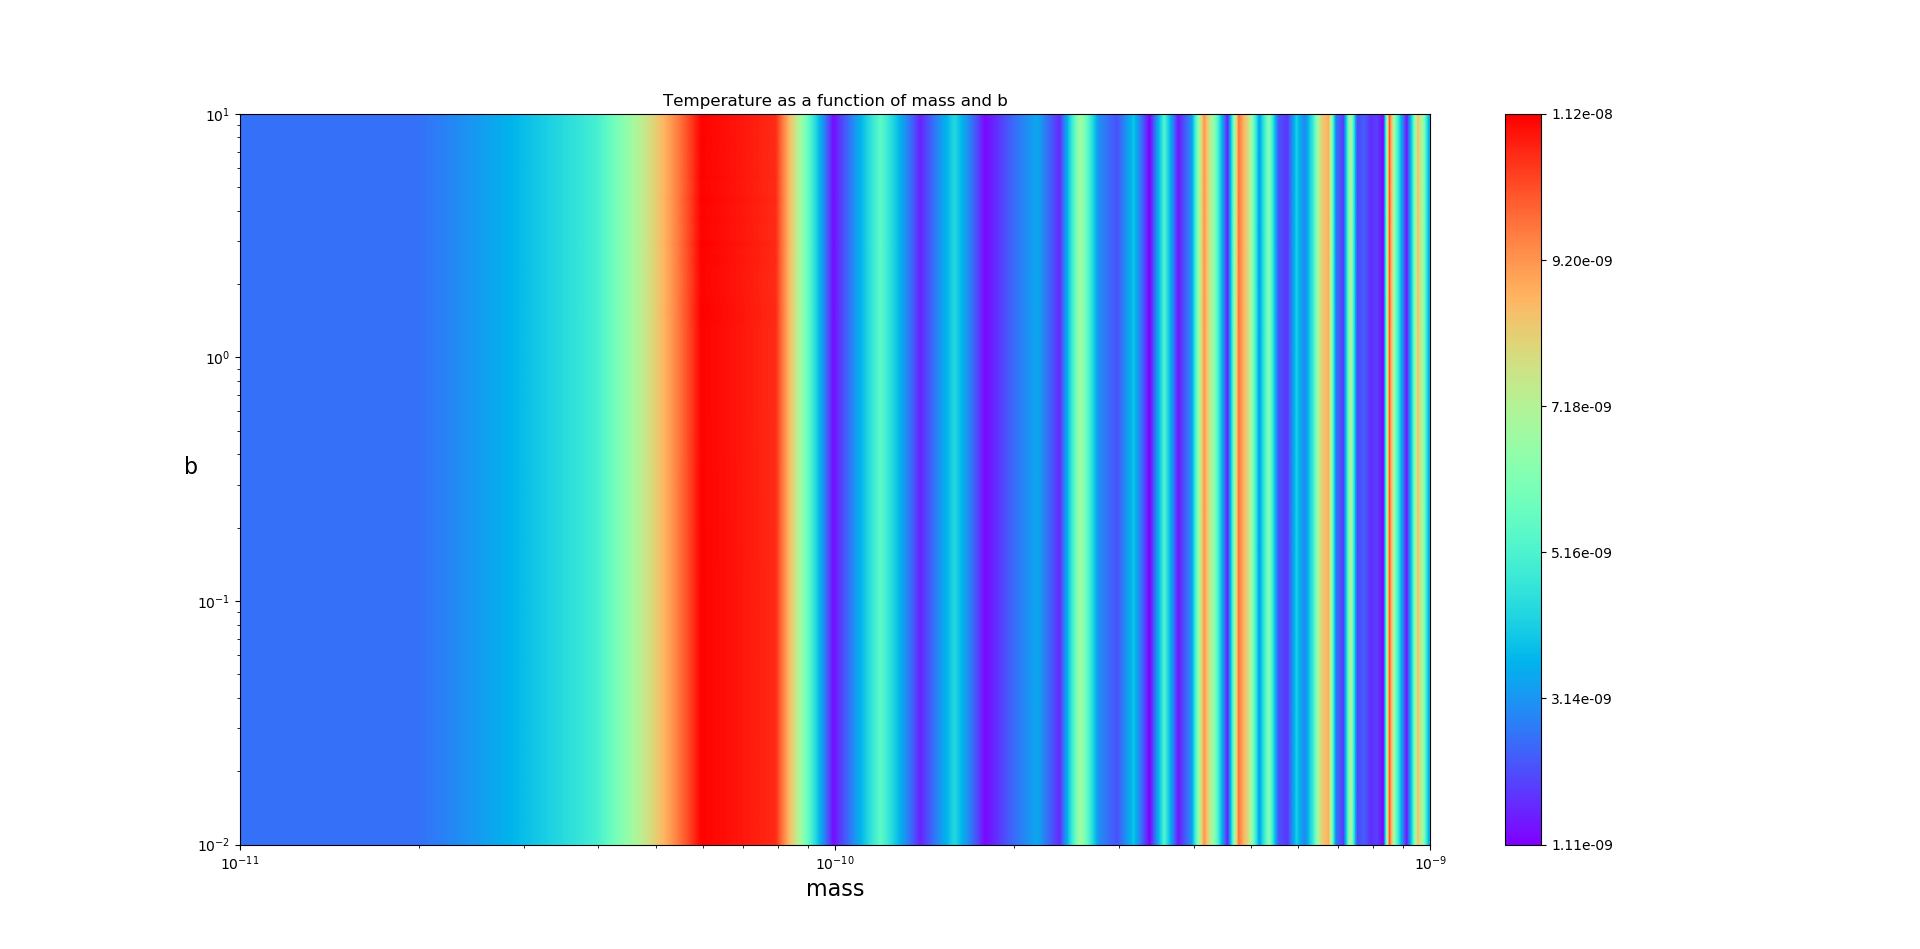 Temperature as a function of mass and b
10¹
10⁰
10⁻¹
10⁻²
b
10⁻¹¹
10⁻¹⁰
10⁻⁹
mass
1.12e-08
9.20e-09
7.18e-09
5.16e-09
3.14e-09
1.11e-09